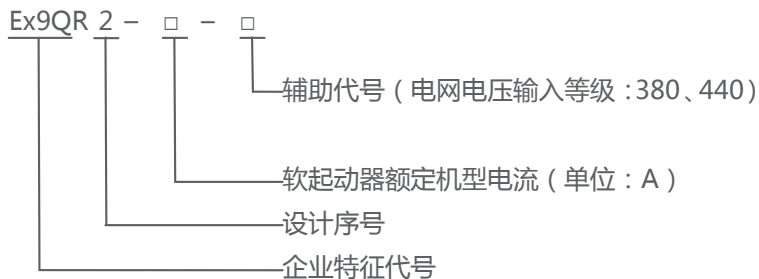 Ex9QR 2 – □ – □
辅助代号（电网电压输入等级：380、440）
软起动器额定机型电流（单位：A）
设计序号
企业特征代号